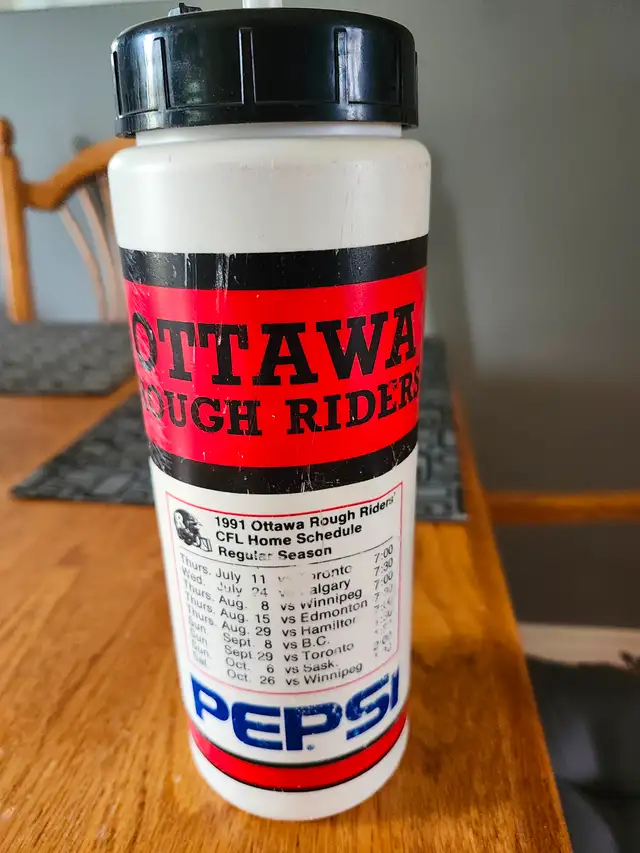 OTTAWA
ROUGH RIDERS
1991 Ottawa Rough Riders'
CFL Home Schedule
Regular Season
Thurs. July 11 vs Toronto 7:00
Wed. July 24 vs Calgary 7:30
Thurs. Aug. 8 vs Winnipeg 7:00
Thurs. Aug. 15 vs Edmonton
Thurs. Aug. 29 vs Hamilton
Sun. Sept. 8 vs B.C.
Sun. Sept. 29 vs Toronto
Sun. Oct. 6 vs Sask.
Sat. Oct. 26 vs Winnipeg
PEPSI